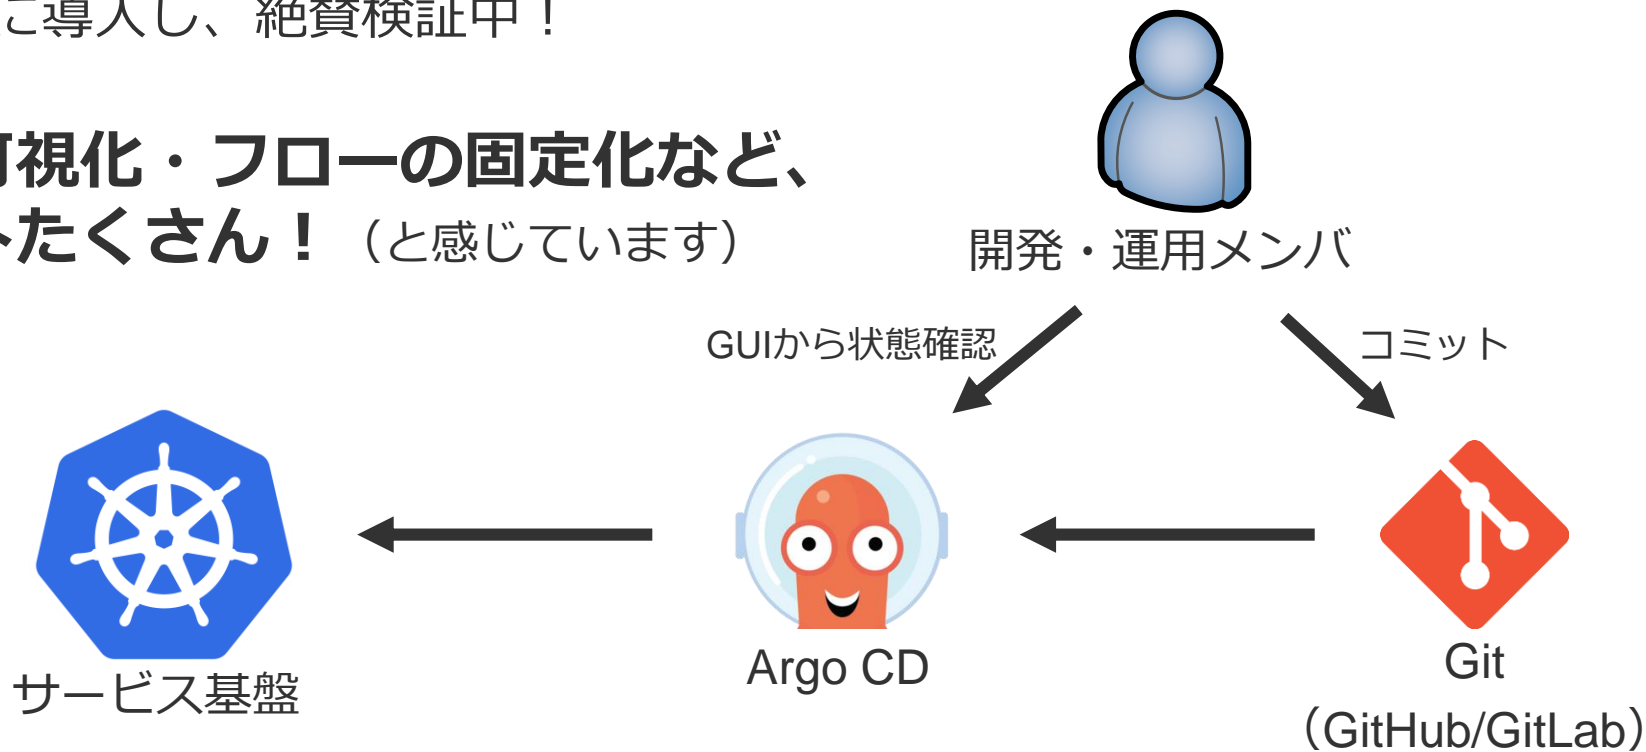 に導入し、絶賛検証中！
可視化・フローの固定化など、
トたくさん！（と感じています）
開発・運用メンバ
GUIから状態確認
コミット
サービス基盤
Argo CD
Git
（GitHub/GitLab）